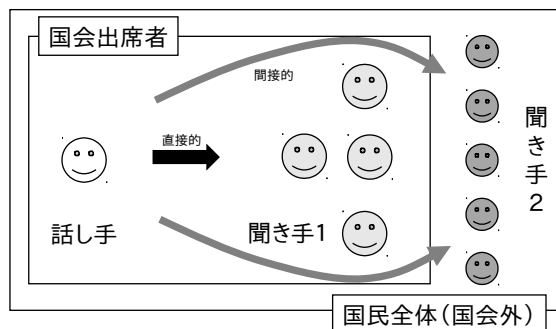 国会出席者
間接的
直接的
話し手
聞き手1
聞き手２
国民全体（国会外）